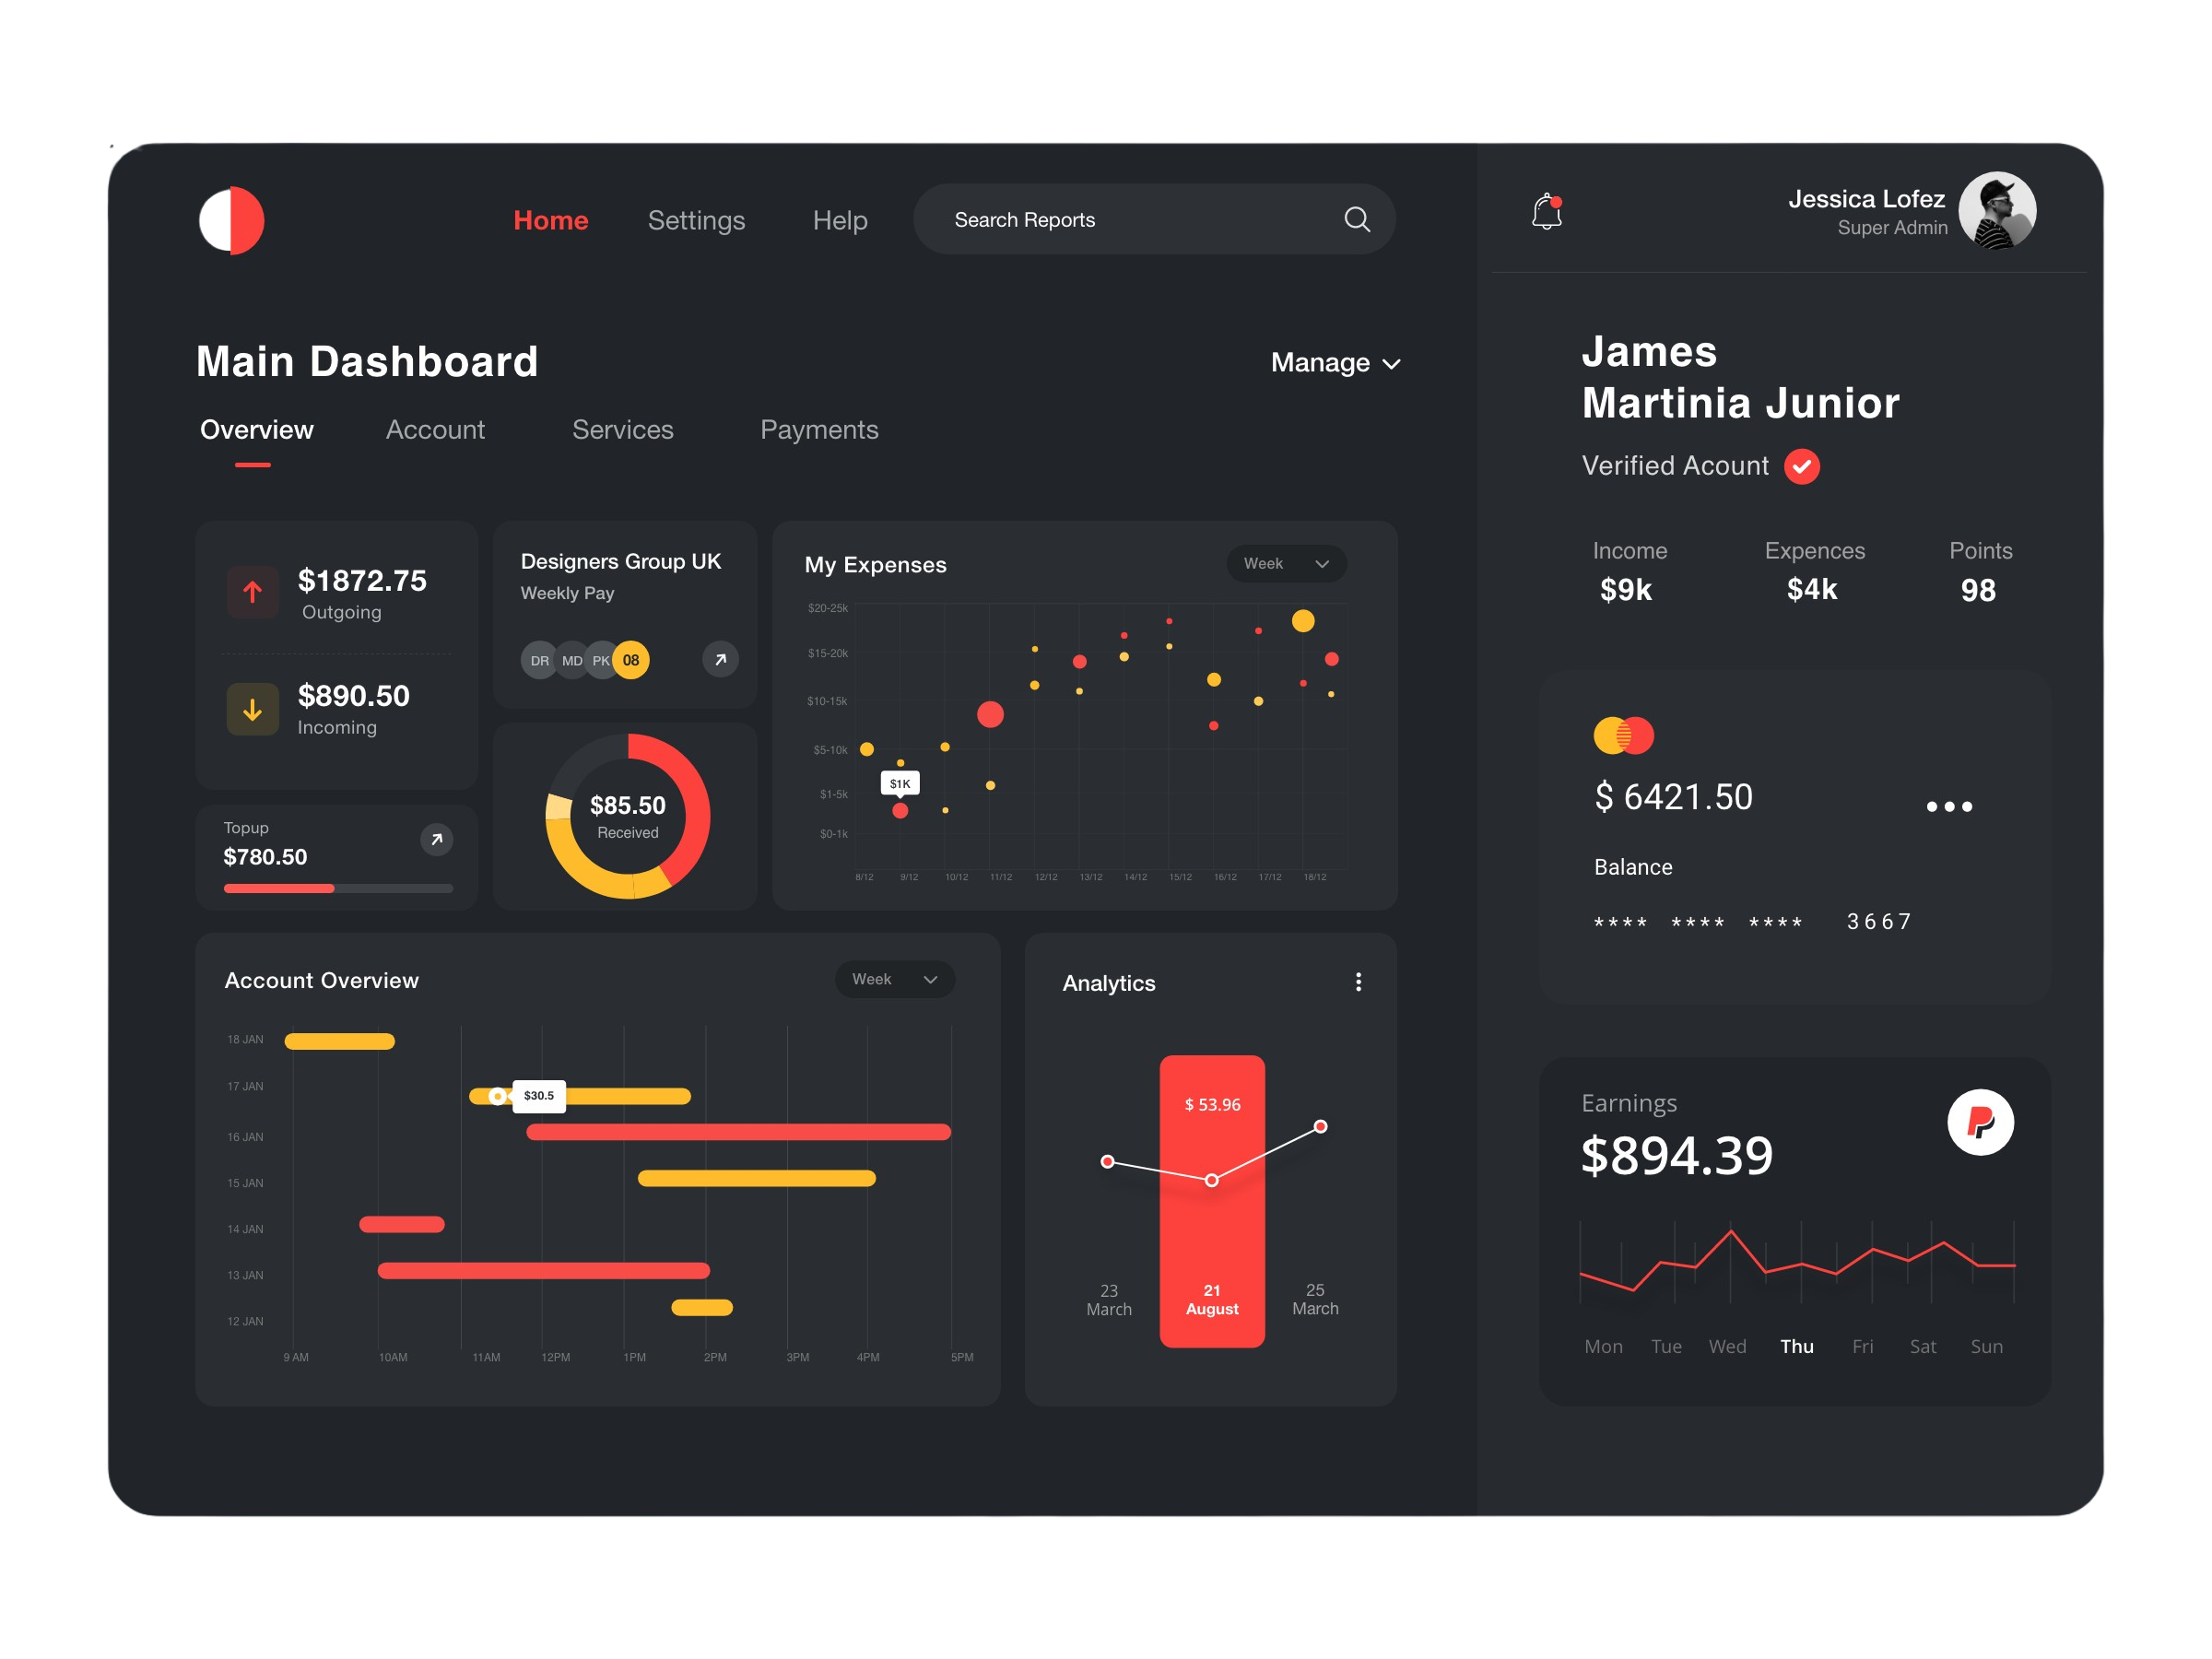 Home
Settings
Help
Search Reports
Jessica Lofez
Super Admin
Main Dashboard
Manage
Overview
Account
Services
Payments
$1872.75
Outgoing
$890.50
Incoming
Topup
$780.50
Designers Group UK
Weekly Pay
DR
MD
PK
08
$85.50
Received
My Expenses
Week
$20-25k
$15-20k
$10-15k
$5-10k
$1K
$1-5k
$0-1k
8/12 9/12 10/12 11/12 12/12 13/12 14/12 15/12 16/12 17/12 18/12
Account Overview
Week
18 JAN
17 JAN
$30.5
16 JAN
15 JAN
14 JAN
13 JAN
12 JAN
9 AM 10AM 11AM 12PM 1PM 2PM 3PM 4PM 5PM
Analytics
$ 53.96
23
March
21
August
25
March
James
Martinia Junior
Verified Acount
Income
$9k
Expences
$4k
Points
98
$ 6421.50
Balance
**** **** **** 3667
Earnings
$894.39
Mon Tue Wed Thu Fri Sat Sun